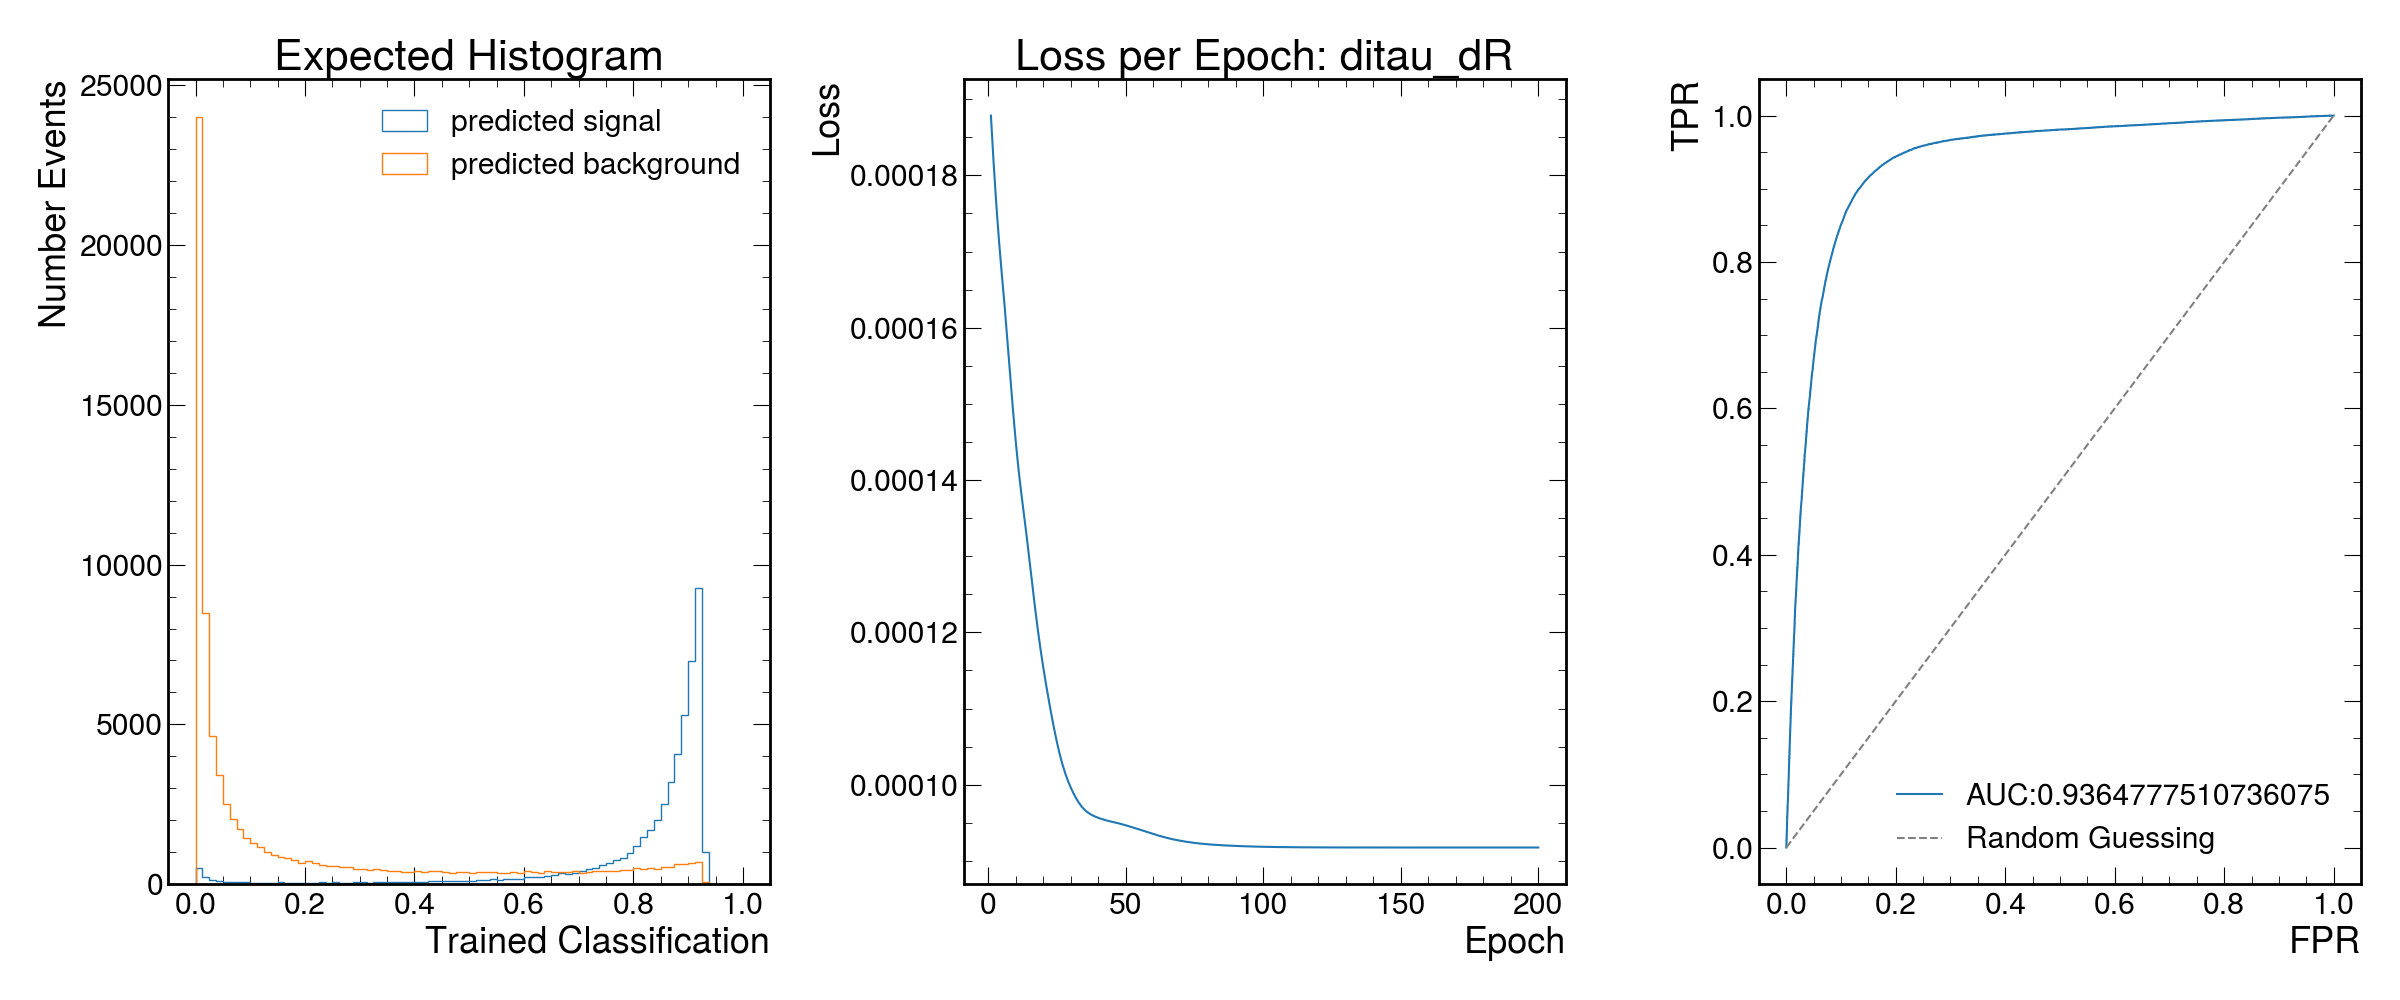 Expected Histogram
Number Events
25000
20000
15000
10000
5000
0
predicted signal
predicted background
0.0 0.2 0.4 0.6 0.8 1.0
Trained Classification
Loss per Epoch: ditau_dR
Loss
0.00018
0.00016
0.00014
0.00012
0.00010
0 50 100 150 200
Epoch
TPR
1.0
0.8
0.6
0.4
0.2
0.0
AUC:0.9364777510736075
Random Guessing
0.0 0.2 0.4 0.6 0.8 1.0
FPR